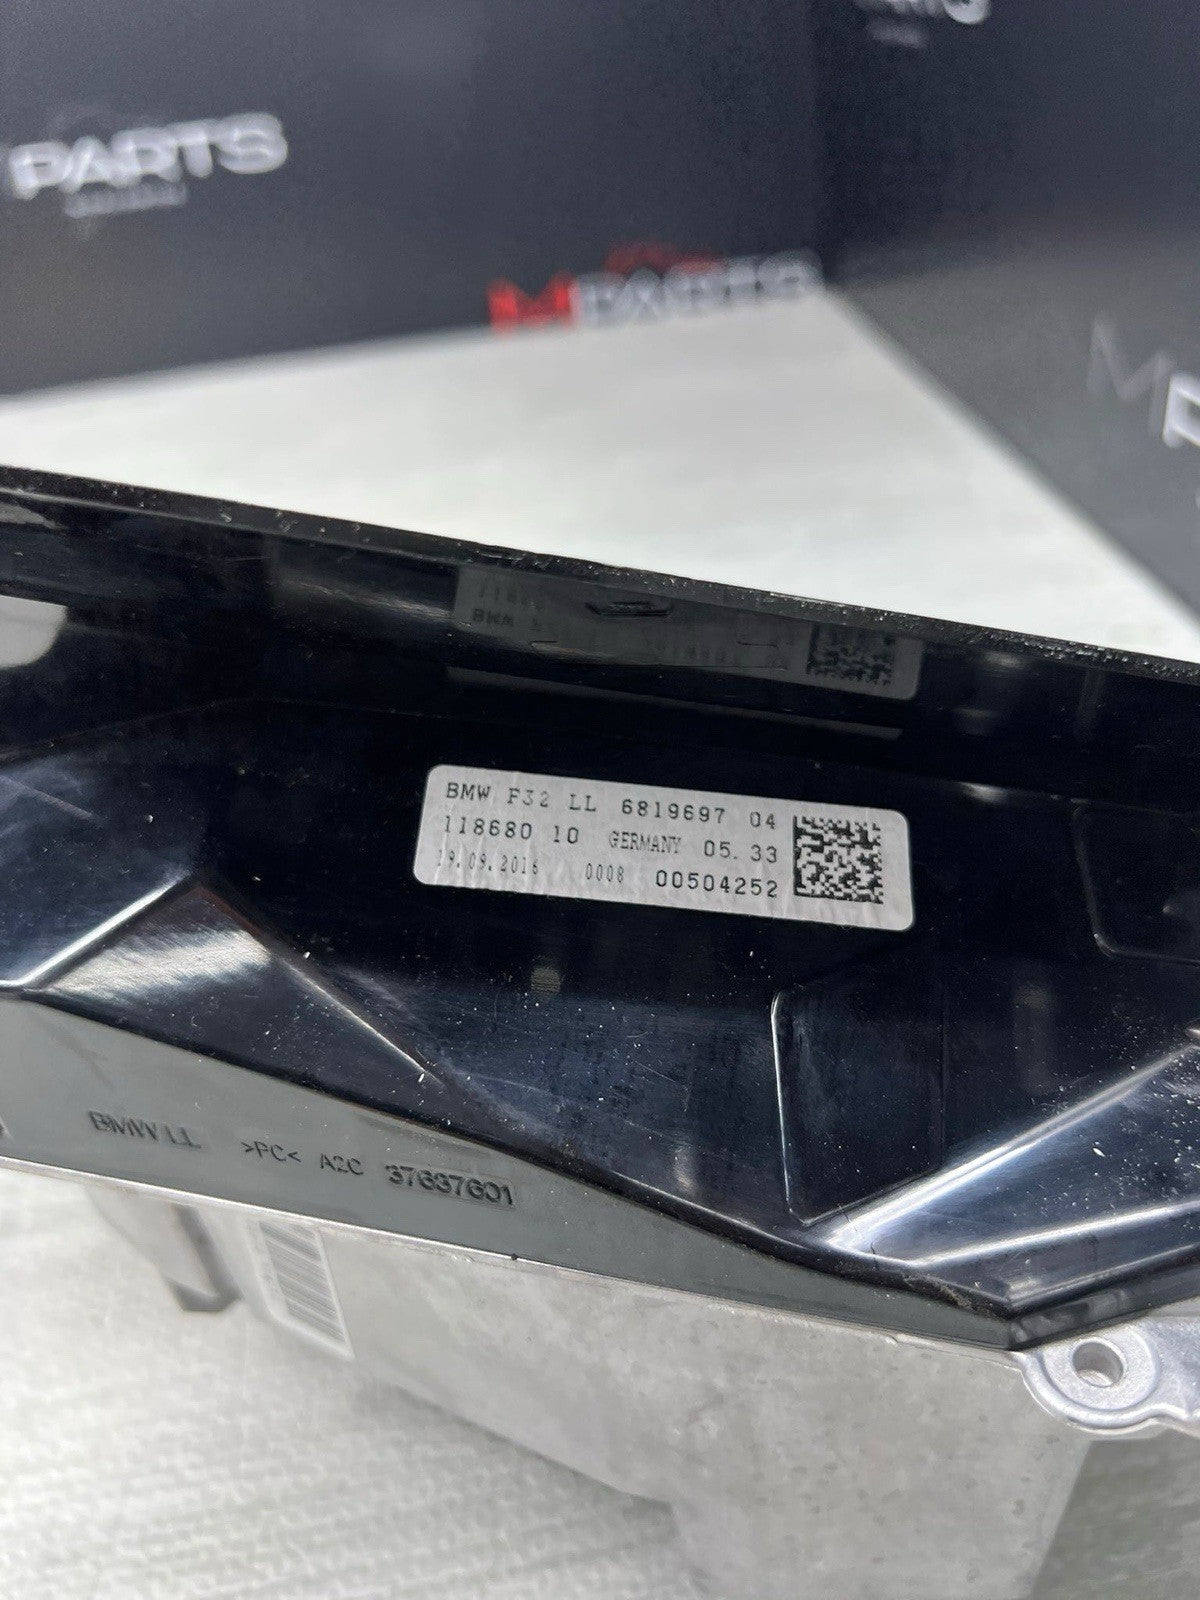 PARTS
MPARTS
BMW F32 LL 6819697 04
118680 10 GERMANY 05.33
19.09.2016 0008 00504252
BMW LL >PC< A2C 37637601